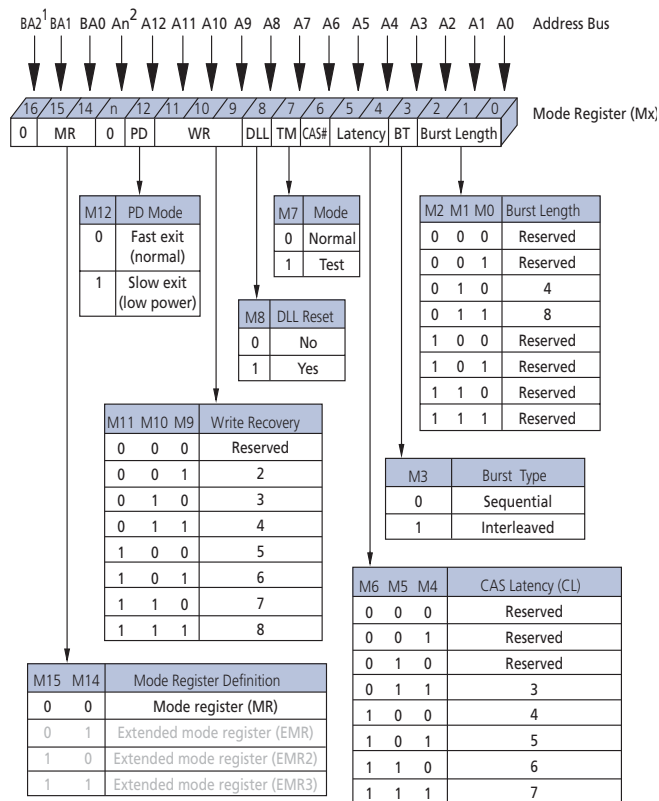 BA2¹ BA1 BA0 An² A12 A11 A10 A9 A8 A7 A6 A5 A4 A3 A2 A1 A0 Address Bus
16 15 14 n 12 11 10 9 8 7 6 5 4 3 2 1 0 Mode Register (Mx)
0 MR 0 PD WR DLL TM CAS# Latency BT Burst Length
M12 PD Mode
0 Fast exit
(normal)
1 Slow exit
(low power)
M7 Mode
0 Normal
1 Test
M2 M1 M0 Burst Length
0 0 0 Reserved
0 0 1 Reserved
0 1 0 4
0 1 1 8
1 0 0 Reserved
1 0 1 Reserved
1 1 0 Reserved
1 1 1 Reserved
M8 DLL Reset
0 No
1 Yes
M11 M10 M9 Write Recovery
0 0 0 Reserved
0 0 1 2
0 1 0 3
0 1 1 4
1 0 0 5
1 0 1 6
1 1 0 7
1 1 1 8
M3 Burst Type
0 Sequential
1 Interleaved
M6 M5 M4 CAS Latency (CL)
0 0 0 Reserved
0 0 1 Reserved
0 1 0 Reserved
0 1 1 3
1 0 0 4
1 0 1 5
1 1 0 6
1 1 1 7
M15 M14 Mode Register Definition
0 0 Mode register (MR)
0 1 Extended mode register (EMR)
1 0 Extended mode register (EMR2)
1 1 Extended mode register (EMR3)